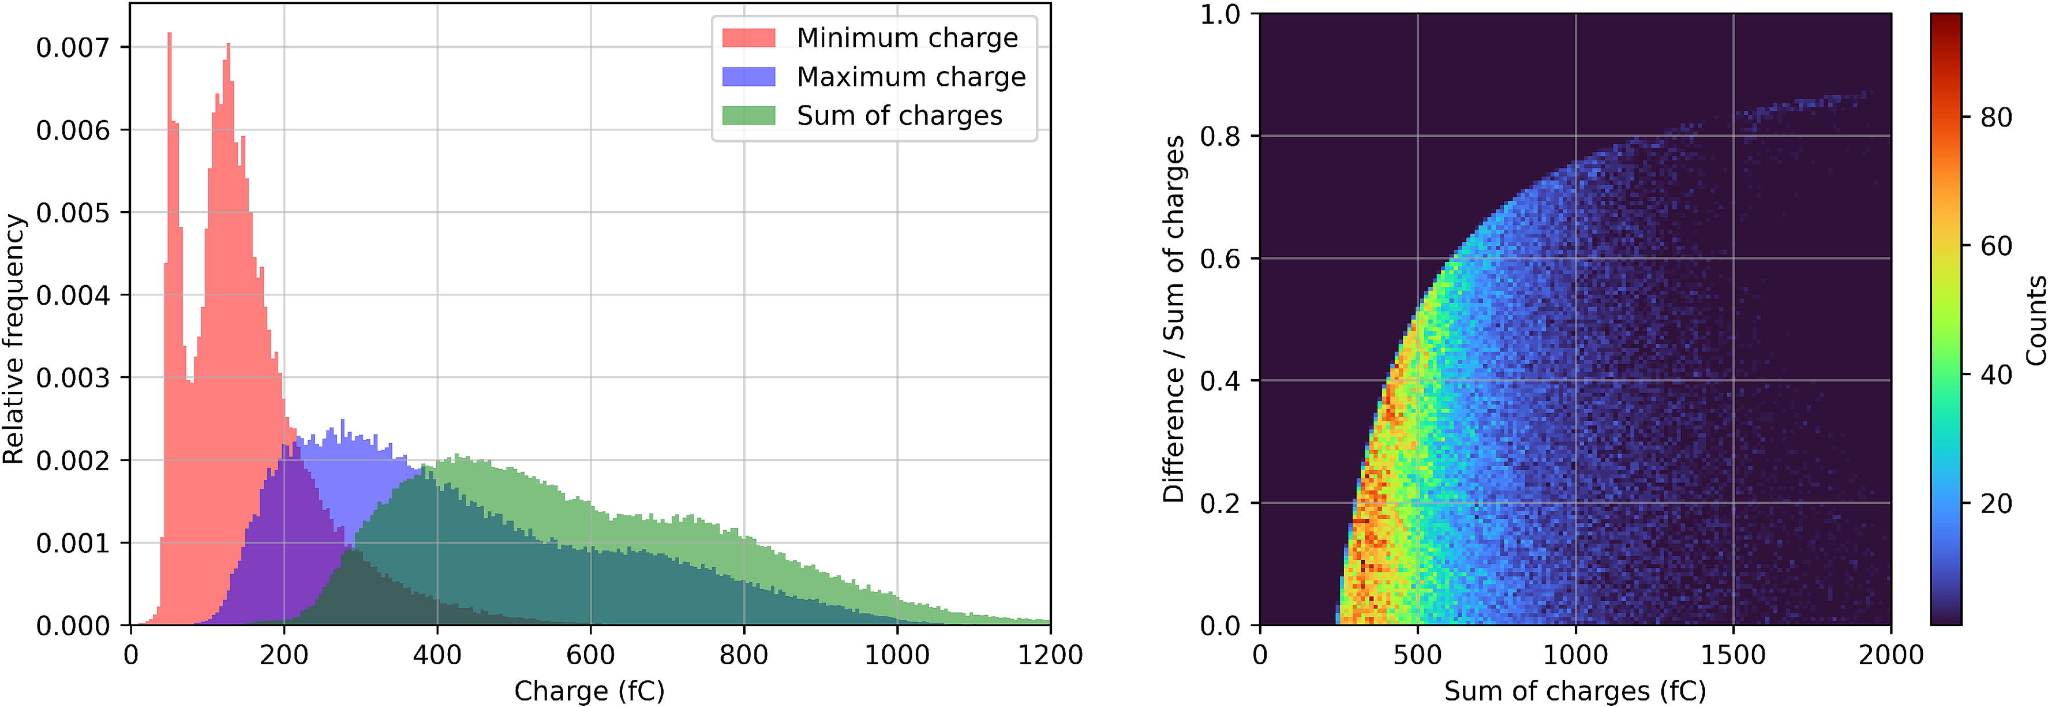 0.007
0.006
0.005
0.004
0.003
0.002
0.001
0.000
Relative frequency
0 200 400 600 800 1000 1200
Charge (fC)
Minimum charge
Maximum charge
Sum of charges
1.0
0.8
0.6
0.4
0.2
0.0
Difference / Sum of charges
0 500 1000 1500 2000
Sum of charges (fC)
80
60
40
20
Counts